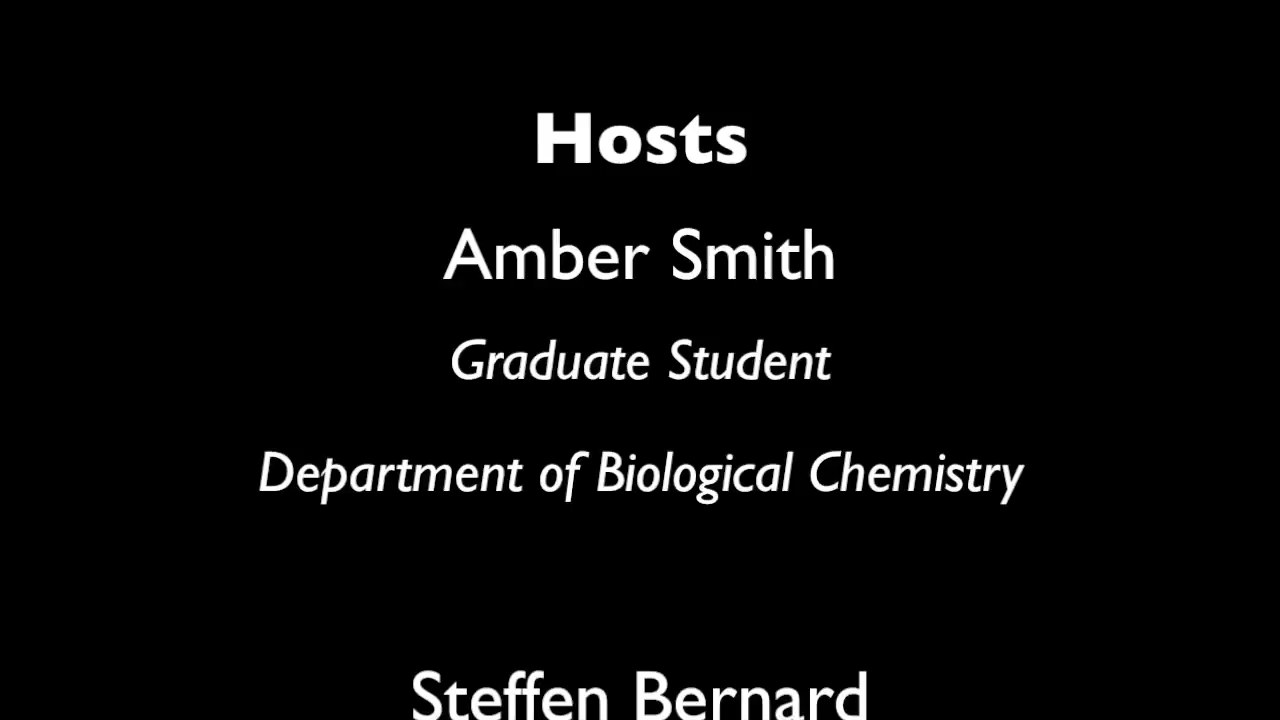 Hosts
Amber Smith
Graduate Student
Department of Biological Chemistry
Steffen Bernard